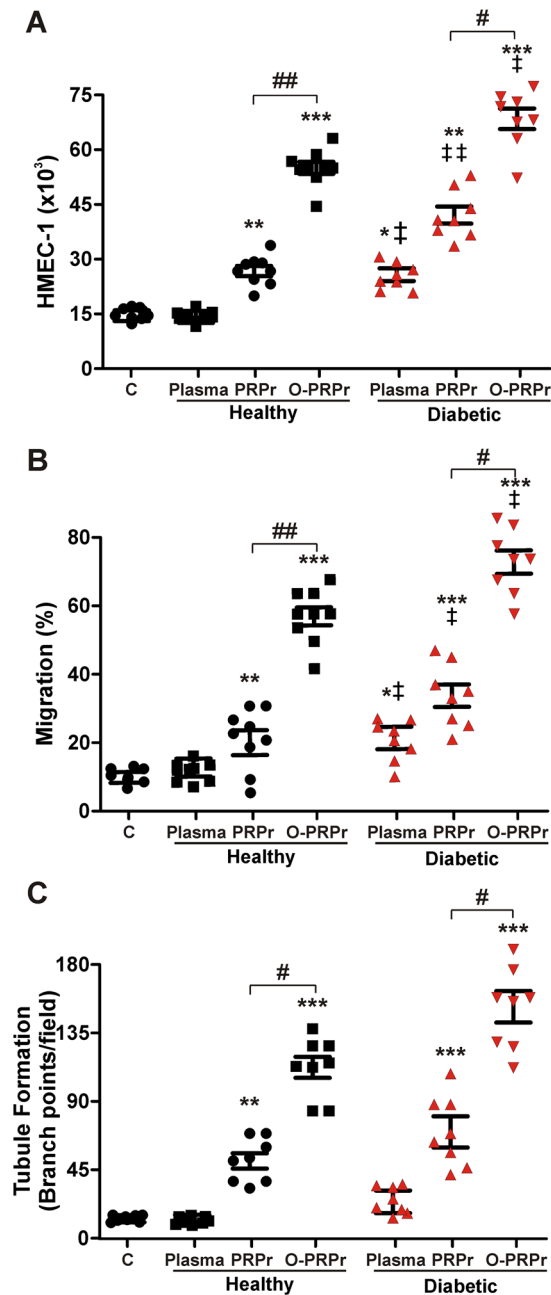 A
#
***
‡
##
***
**
‡‡
**
* ‡
HMEC-1 (x10³)
75
60
45
30
15
0
C
Plasma PRPr O-PRPr
Plasma PRPr O-PRPr
Healthy
Diabetic
B
#
***
‡
##
***
***
‡
**
*‡
Migration (%)
80
60
40
20
0
C
Plasma PRPr O-PRPr
Plasma PRPr O-PRPr
Healthy
Diabetic
C
#
***
#
***
***
**
Tubule Formation
(Branch points/field)
180
135
90
45
0
C
Plasma PRPr O-PRPr
Plasma PRPr O-PRPr
Healthy
Diabetic